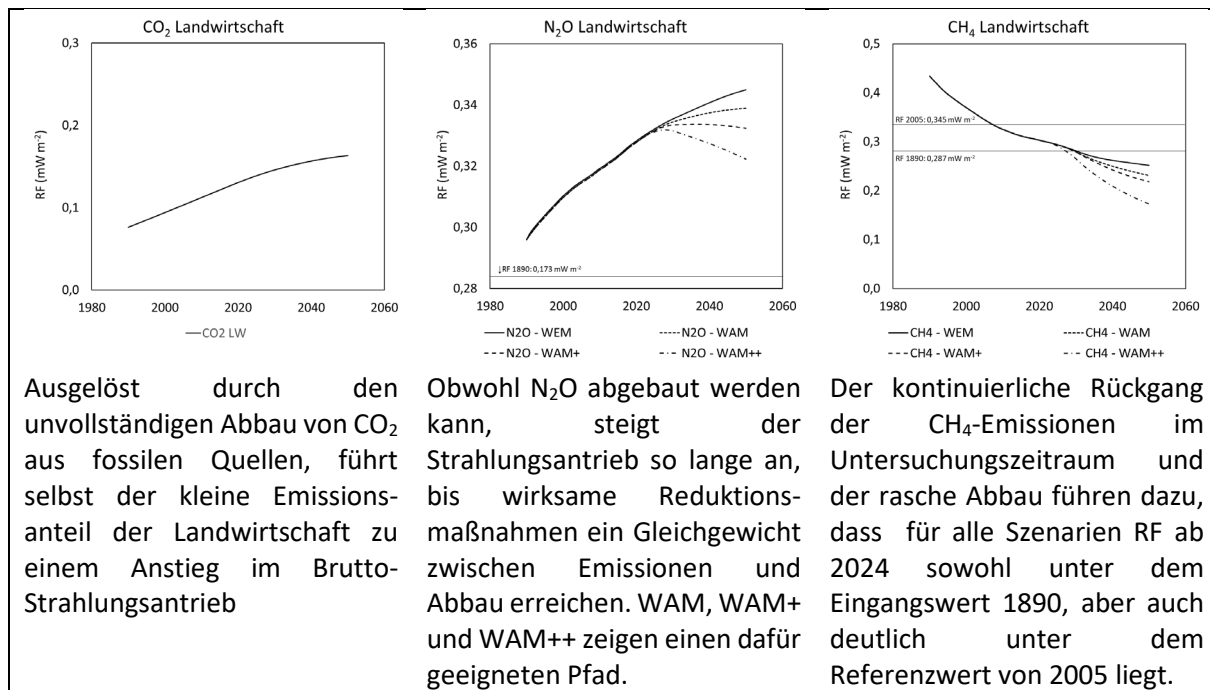 CO₂ Landwirtschaft
0,3
0,2
0,1
0,0
RF (mW m⁻²)
1980 2000 2020 2040 2060
CO2 LW
Ausgelöst durch den
unvollständigen Abbau von CO₂
aus fossilen Quellen, führt
selbst der kleine Emissions-
anteil der Landwirtschaft zu
einem Anstieg im Brutto-
Strahlungsantrieb
N₂O Landwirtschaft
0,36
0,34
0,32
0,30
0,28
RF (mW m⁻²)
↓RF 1890: 0,173 mW m⁻²
1980 2000 2020 2040 2060
N2O - WEM N2O - WAM
N2O - WAM+ N2O - WAM++
Obwohl N₂O abgebaut werden
kann, steigt der
Strahlungsantrieb so lange an,
bis wirksame Reduktions-
maßnahmen ein Gleichgewicht
zwischen Emissionen und
Abbau erreichen. WAM, WAM+
und WAM++ zeigen einen dafür
geeigneten Pfad.
CH₄ Landwirtschaft
0,5
0,4
0,3
0,2
0,1
0,0
RF (mW m⁻²)
RF 2005: 0,345 mW m⁻²
RF 1890: 0,287 mW m⁻²
1980 2000 2020 2040 2060
CH4 - WEM CH4 - WAM
CH4 - WAM+ CH4 - WAM++
Der kontinuierliche Rückgang
der CH₄-Emissionen im
Untersuchungszeitraum und
der rasche Abbau führen dazu,
dass für alle Szenarien RF ab
2024 sowohl unter dem
Eingangswert 1890, aber auch
deutlich unter dem
Referenzwert von 2005 liegt.